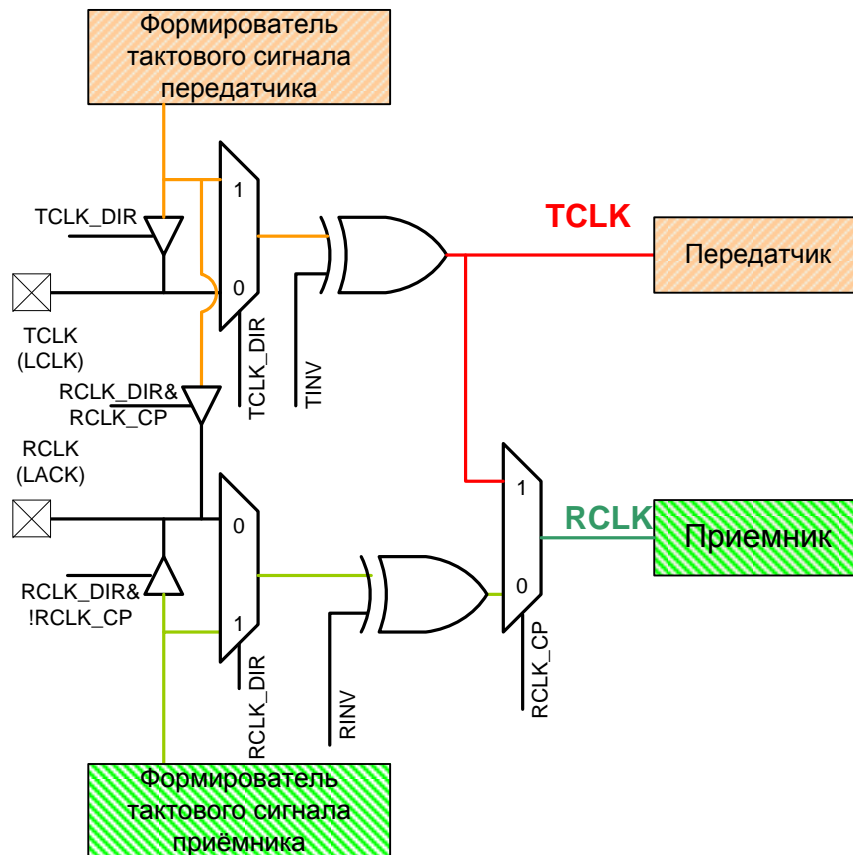 Формирователь
тактового сигнала
передатчика
1
TCLK_DIR
TCLK
Передатчик
0
TCLK
(LCLK)
TCLK_DIR
TINV
RCLK_DIR&
RCLK_CP
RCLK
(LACK)
1
0
RCLK
Приемник
RCLK_DIR&
!RCLK_CP
0
1
RCLK_DIR
RINV
RCLK_CP
Формирователь
тактового сигнала
приёмника